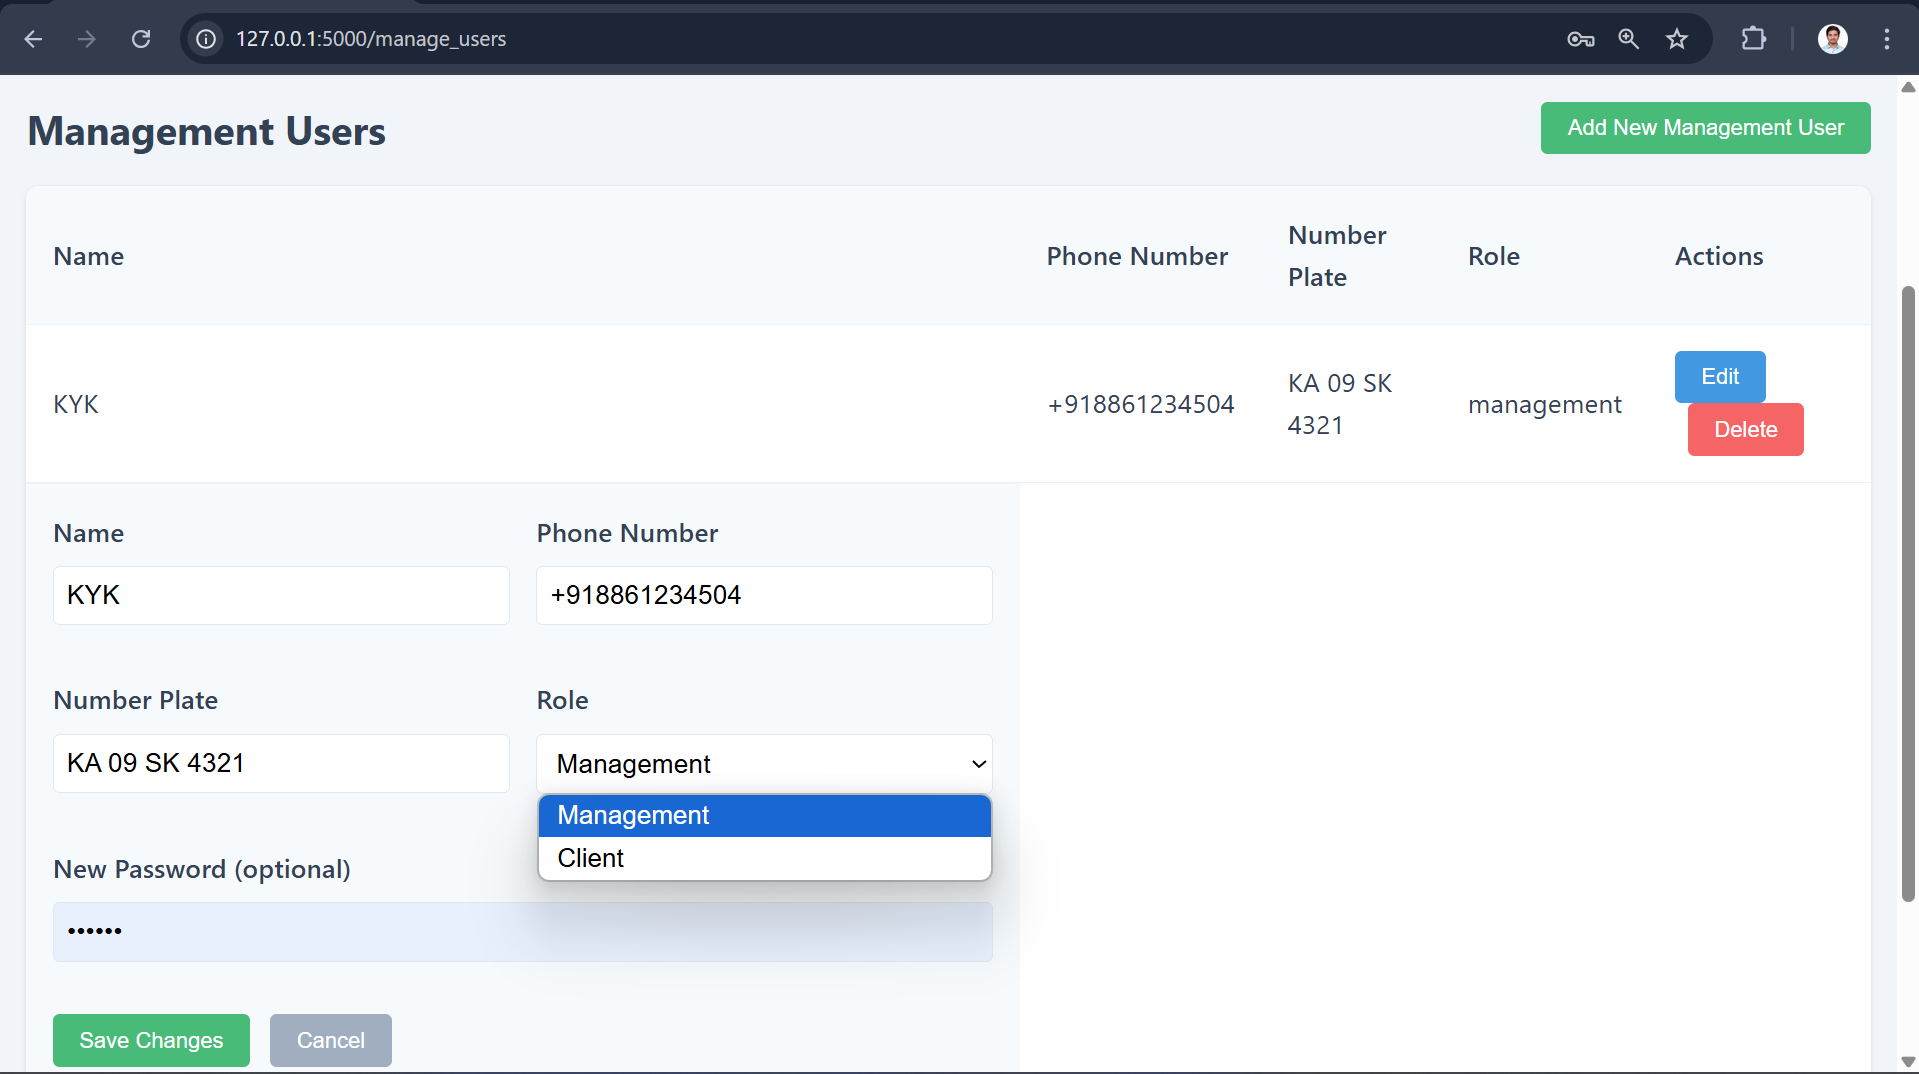 127.0.0.1:5000/manage_users
Management Users
Add New Management User
Name
Phone Number
Number
Plate
Role
Actions
KYK
+918861234504
KA 09 SK
4321
management
Edit
Delete
Name
Phone Number
KYK
+918861234504
Number Plate
Role
KA 09 SK 4321
Management
Management
Client
New Password (optional)
••••••
Save Changes
Cancel